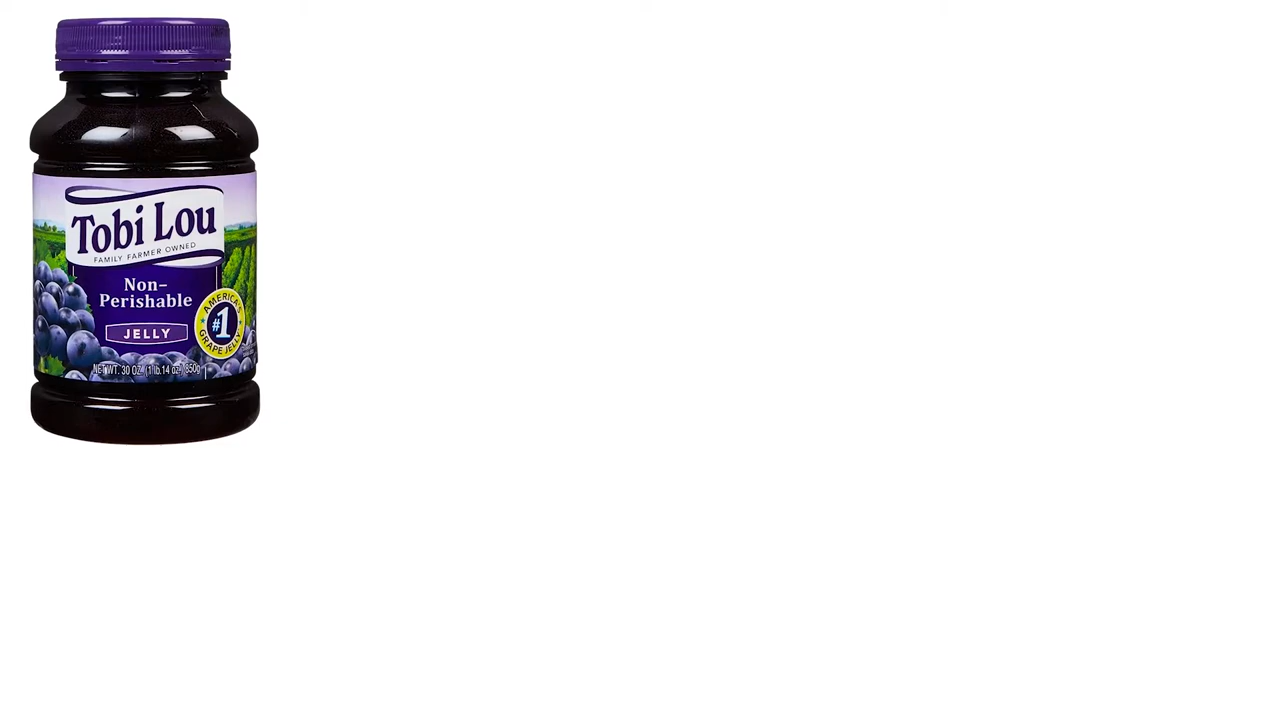 Tobi Lou
FAMILY FARMER OWNED
Non-
Perishable
JELLY
AMERICA'S
#1
GRAPE JELLY
NET WT. 30 OZ. (1 lb.14 oz.) 850g